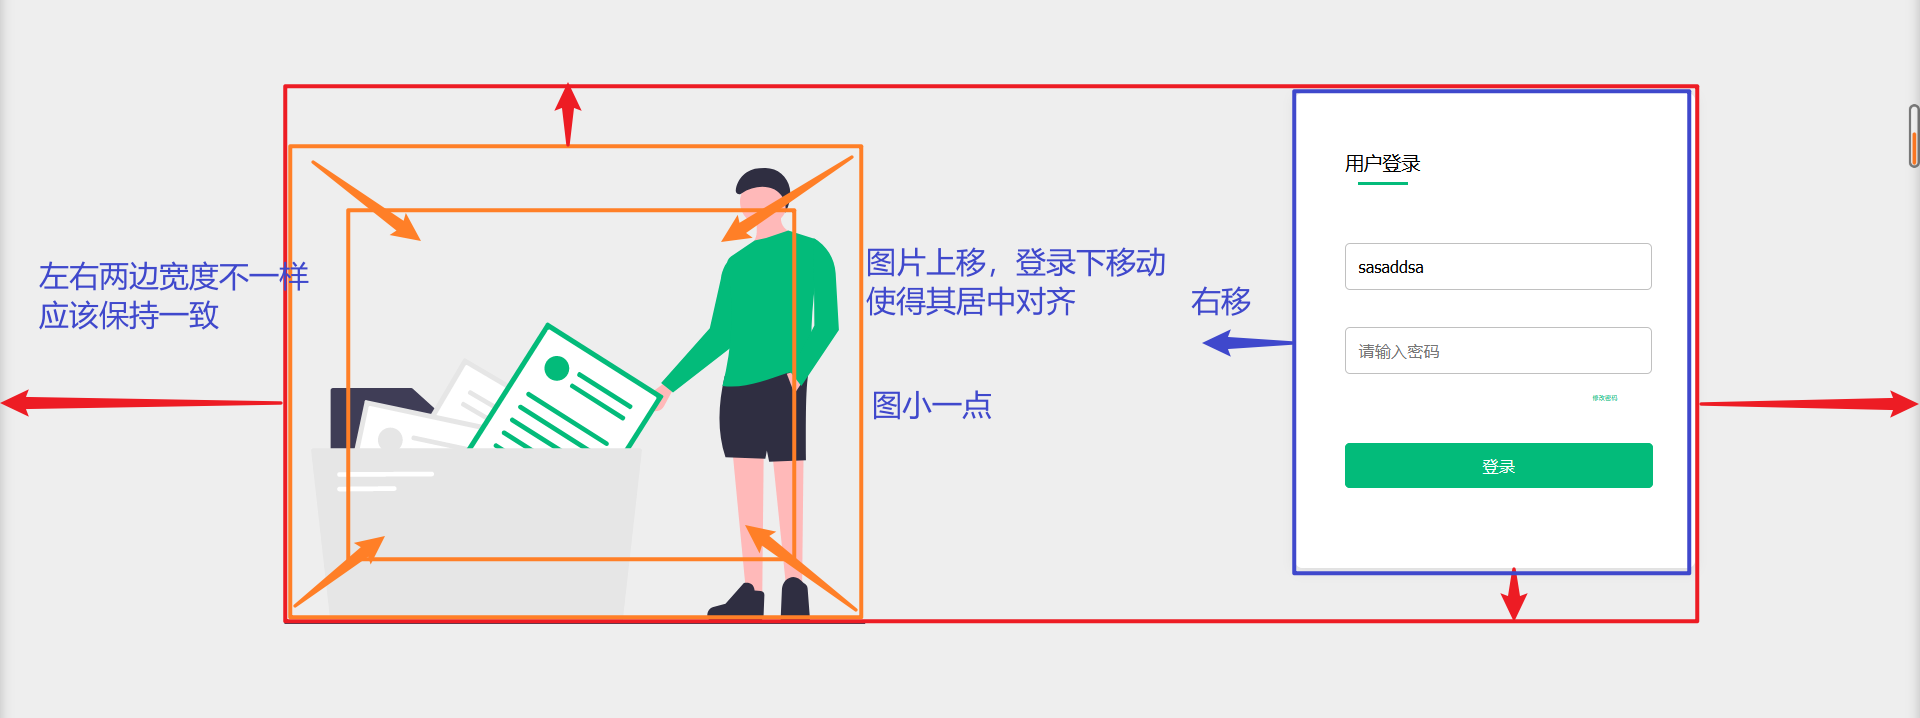 用户登录
sasaddsa
左右两边宽度不一样
应该保持一致
图片上移，登录下移动
使得其居中对齐
右移
请输入密码
图小一点
修改密码
登录